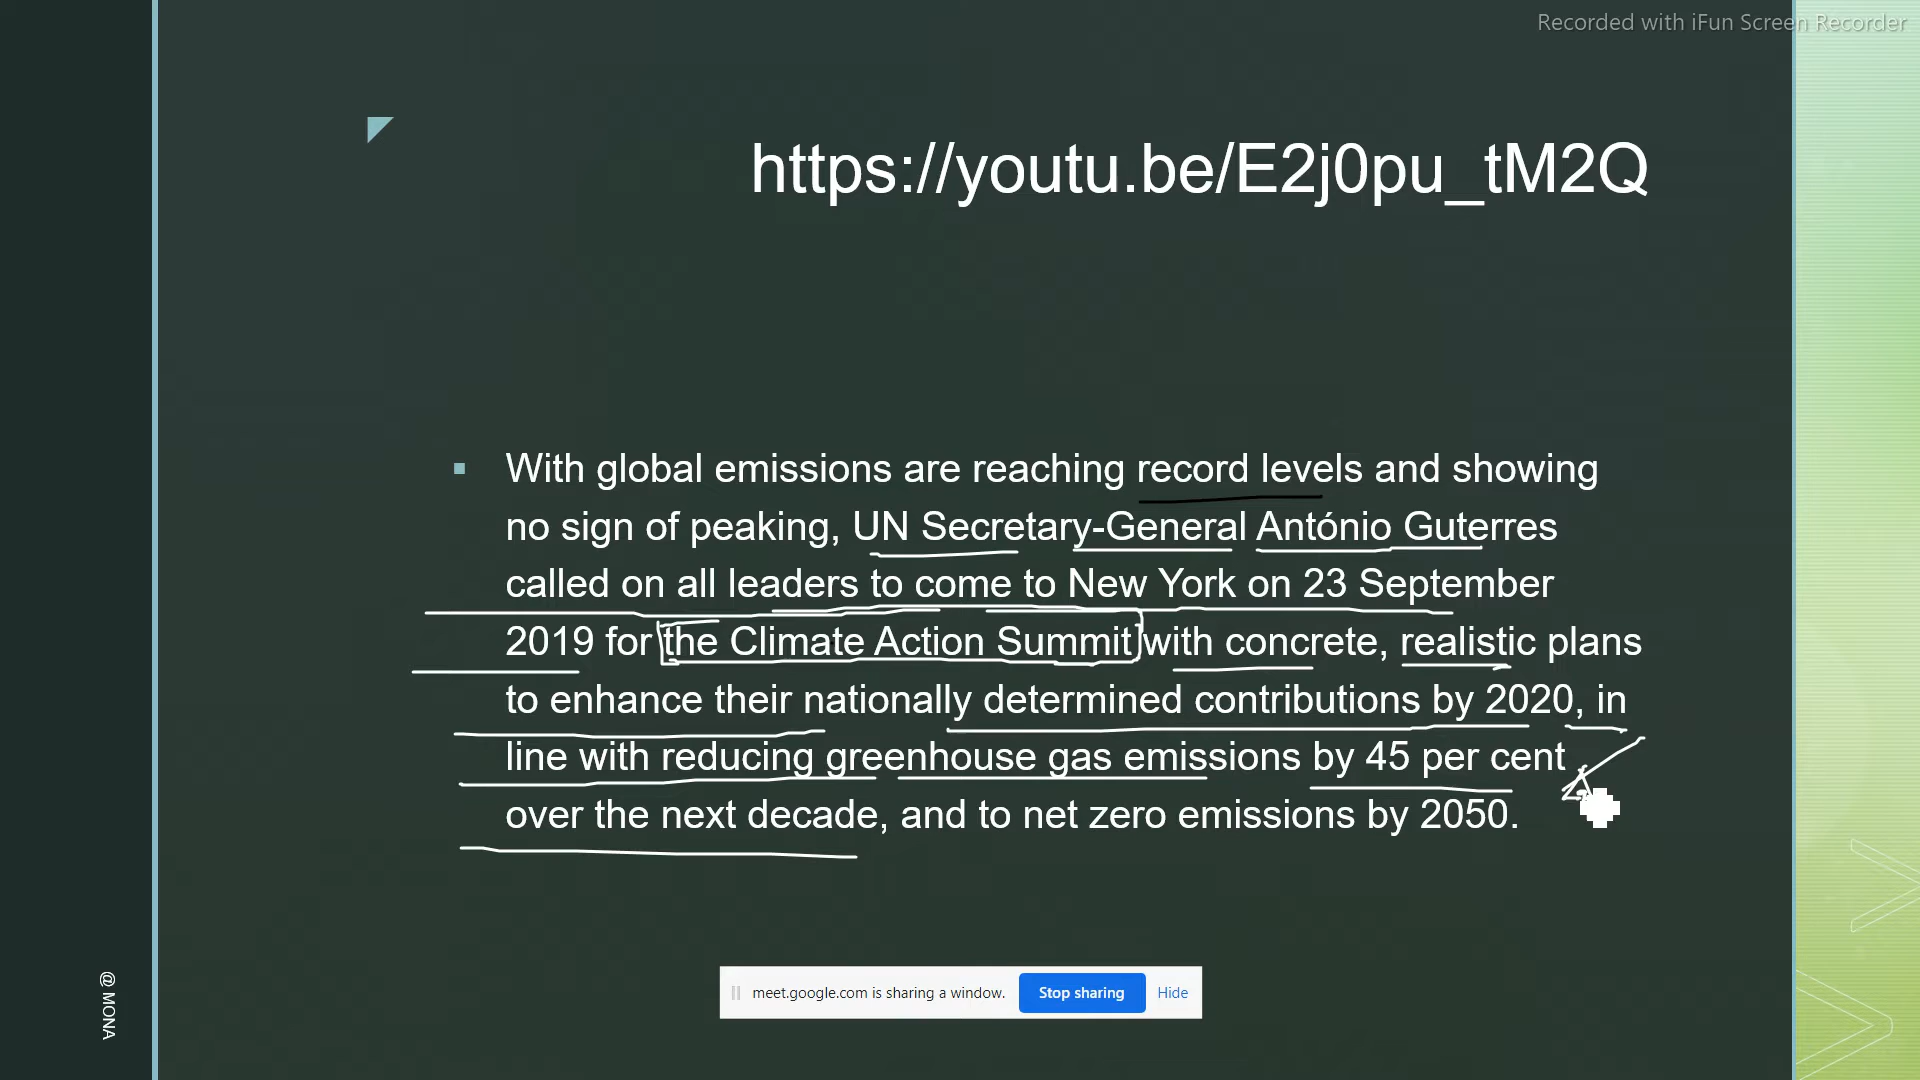 Recorded with iFun Screen Recorder
https://youtu.be/E2j0pu_tM2Q
▪ With global emissions are reaching record levels and showing
no sign of peaking, UN Secretary-General António Guterres
called on all leaders to come to New York on 23 September
2019 for the Climate Action Summit with concrete, realistic plans
to enhance their nationally determined contributions by 2020, in
line with reducing greenhouse gas emissions by 45 per cent
over the next decade, and to net zero emissions by 2050.
meet.google.com is sharing a window.
Stop sharing
Hide
@ MONA